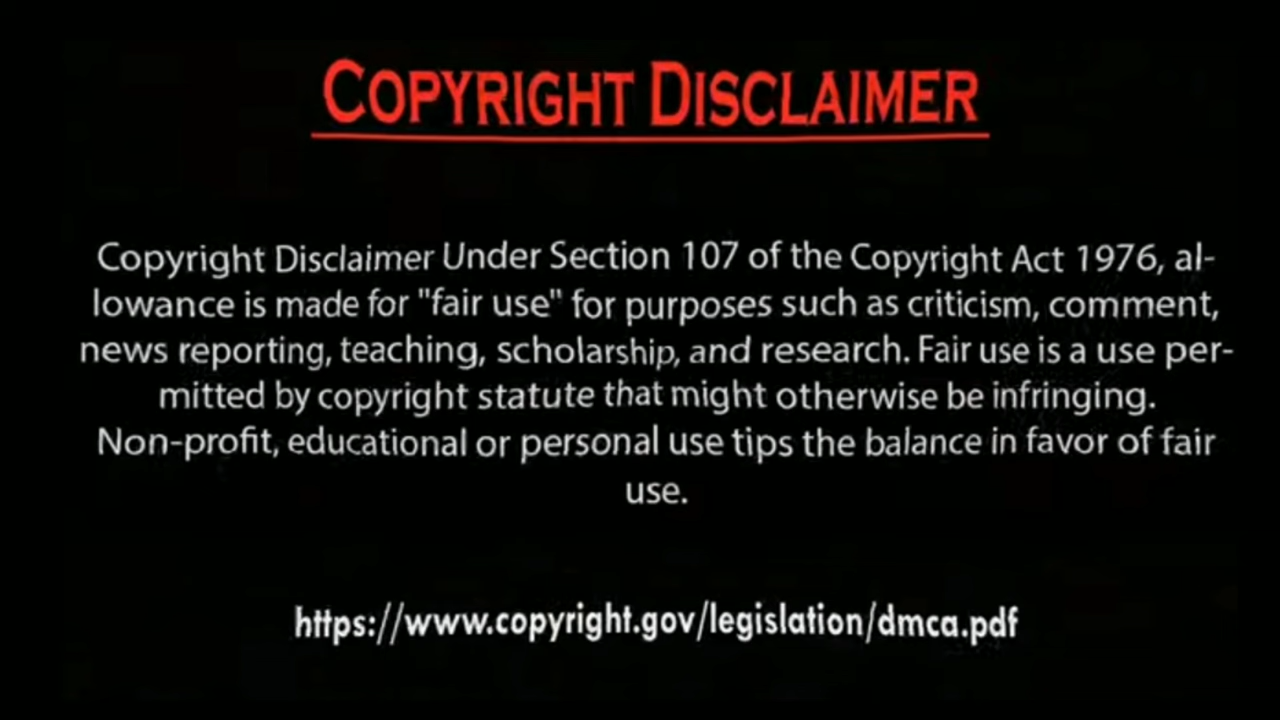 COPYRIGHT DISCLAIMER
Copyright Disclaimer Under Section 107 of the Copyright Act 1976, al-
lowance is made for "fair use" for purposes such as criticism, comment,
news reporting, teaching, scholarship, and research. Fair use is a use per-
mitted by copyright statute that might otherwise be infringing.
Non-profit, educational or personal use tips the balance in favor of fair
use.
https://www.copyright.gov/legislation/dmca.pdf